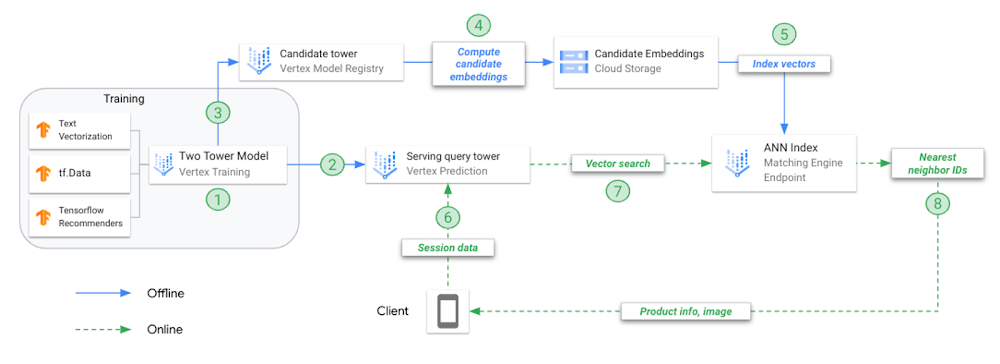 4
5
Candidate tower
Vertex Model Registry
Compute
candidate
embeddings
Candidate Embeddings
Cloud Storage
Index vectors
Training
3
Text
Vectorization
tf.Data
Tensorflow
Recommenders
Two Tower Model
Vertex Training
1
2
Serving query tower
Vertex Prediction
Vector search
7
ANN Index
Matching Engine
Endpoint
Nearest
neighbor IDs
8
6
Session data
Client
Product info, image
Offline
Online